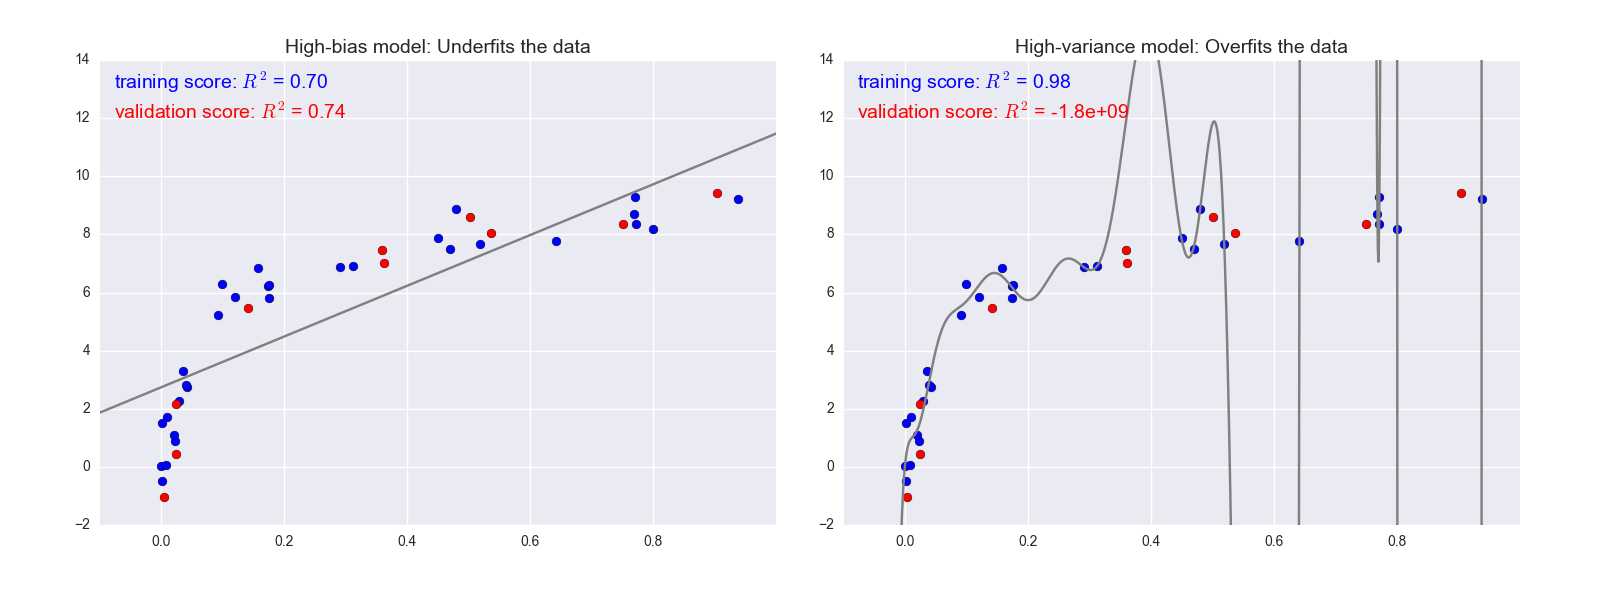 High-bias model: Underfits the data
training score: R² = 0.70
validation score: R² = 0.74
14
12
10
8
6
4
2
0
−2
0.0 0.2 0.4 0.6 0.8
High-variance model: Overfits the data
training score: R² = 0.98
validation score: R² = -1.8e+09
14
12
10
8
6
4
2
0
−2
0.0 0.2 0.4 0.6 0.8